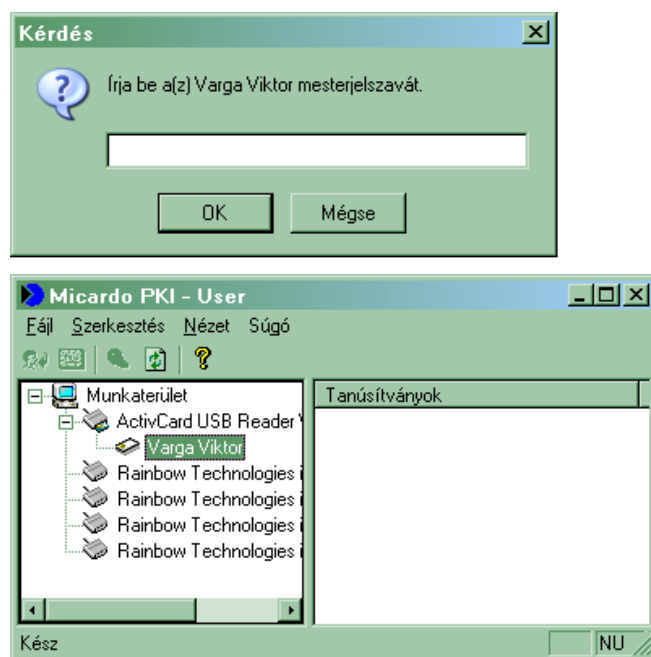 Kérdés
Írja be a(z) Varga Viktor mesterjelszavát.
OK Mégse
Micardo PKI - User
Fájl Szerkesztés Nézet Súgó
Munkaterület
Tanúsítványok
ActivCard USB Reader
Varga Viktor
Rainbow Technologies i
Rainbow Technologies i
Rainbow Technologies i
Rainbow Technologies i
Kész
NU